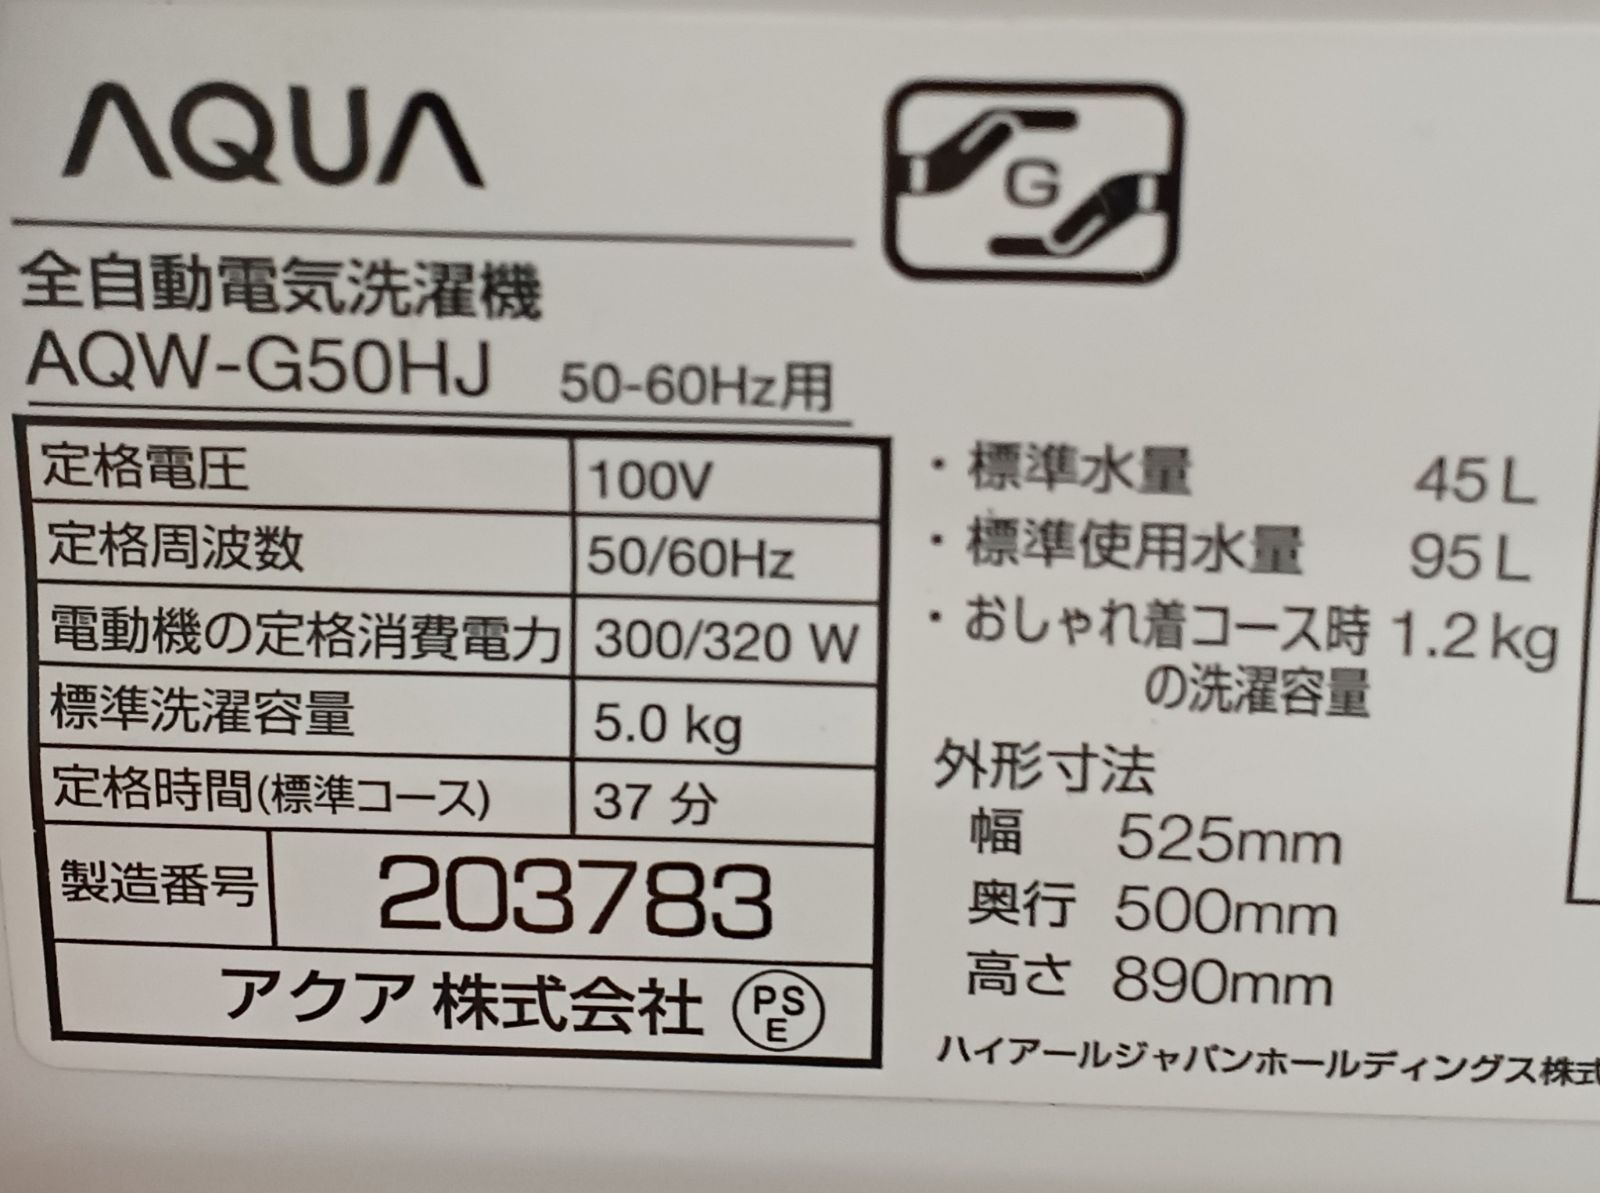 AQUA
G
全自動電気洗濯機
AQW-G50HJ 50-60Hz用
定格電圧 100V
定格周波数 50/60Hz
電動機の定格消費電力 300/320 W
標準洗濯容量 5.0 kg
定格時間(標準コース) 37 分
製造番号 203783
アクア 株式会社 PSE
・標準水量 45L
・標準使用水量 95L
・おしゃれ着コース時 1.2kg
の洗濯容量
外形寸法
幅 525mm
奥行 500mm
高さ 890mm
ハイアールジャパンホールディングス株式